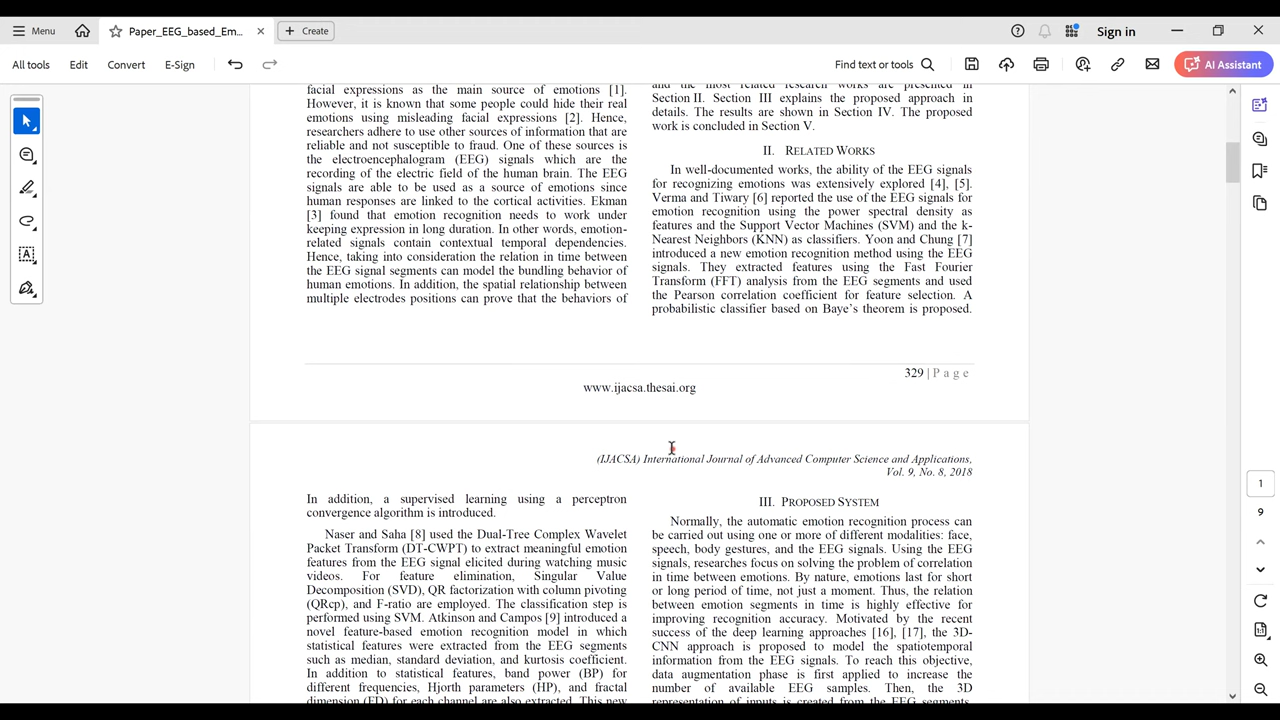 Menu
Paper_EEG_based_Em...
Create
Sign in
All tools
Edit
Convert
E-Sign
Find text or tools
AI Assistant
facial expressions as the main source of emotions [1].
However, it is known that some people could hide their real
emotions using misleading facial expressions [2]. Hence,
researchers adhere to use other sources of information that are
reliable and not susceptible to fraud. One of these sources is
the electroencephalogram (EEG) signals which are the
recording of the electric field of the human brain. The EEG
signals are able to be used as a source of emotions since
human responses are linked to the cortical activities. Ekman
[3] found that emotion recognition needs to work under
keeping expression in long duration. In other words, emotion-
related signals contain contextual temporal dependencies.
Hence, taking into consideration the relation in time between
the EEG signal segments can model the bundling behavior of
human emotions. In addition, the spatial relationship between
multiple electrodes positions can prove that the behaviors of
and the most related research works are presented in
Section II. Section III explains the proposed approach in
details. The results are shown in Section IV. The proposed
work is concluded in Section V.
II. RELATED WORKS
In well-documented works, the ability of the EEG signals
for recognizing emotions was extensively explored [4], [5].
Verma and Tiwary [6] reported the use of the EEG signals for
emotion recognition using the power spectral density as
features and the Support Vector Machines (SVM) and the k-
Nearest Neighbors (KNN) as classifiers. Yoon and Chung [7]
introduced a new emotion recognition method using the EEG
signals. They extracted features using the Fast Fourier
Transform (FFT) analysis from the EEG segments and used
the Pearson correlation coefficient for feature selection. A
probabilistic classifier based on Baye's theorem is proposed.
329 | P a g e
www.ijacsa.thesai.org
(IJACSA) International Journal of Advanced Computer Science and Applications,
Vol. 9, No. 8, 2018
In addition, a supervised learning using a perceptron
convergence algorithm is introduced.
Naser and Saha [8] used the Dual-Tree Complex Wavelet
Packet Transform (DT-CWPT) to extract meaningful emotion
features from the EEG signal elicited during watching music
videos. For feature elimination, Singular Value
Decomposition (SVD), QR factorization with column pivoting
(QRcp), and F-ratio are employed. The classification step is
performed using SVM. Atkinson and Campos [9] introduced a
novel feature-based emotion recognition model in which
statistical features were extracted from the EEG segments
such as median, standard deviation, and kurtosis coefficient.
In addition to statistical features, band power (BP) for
different frequencies, Hjorth parameters (HP), and fractal
dimension (FD) for each channel are also extracted. This new
III. PROPOSED SYSTEM
Normally, the automatic emotion recognition process can
be carried out using one or more of different modalities: face,
speech, body gestures, and the EEG signals. Using the EEG
signals, researches focus on solving the problem of correlation
in time between emotions. By nature, emotions last for short
or long period of time, not just a moment. Thus, the relation
between emotion segments in time is highly effective for
improving recognition accuracy. Motivated by the recent
success of the deep learning approaches [16], [17], the 3D-
CNN approach is proposed to model the spatiotemporal
information from the EEG signals. To reach this objective,
data augmentation phase is first applied to increase the
number of available EEG samples. Then, the 3D
representation of inputs is created from the EEG segments.
1
9